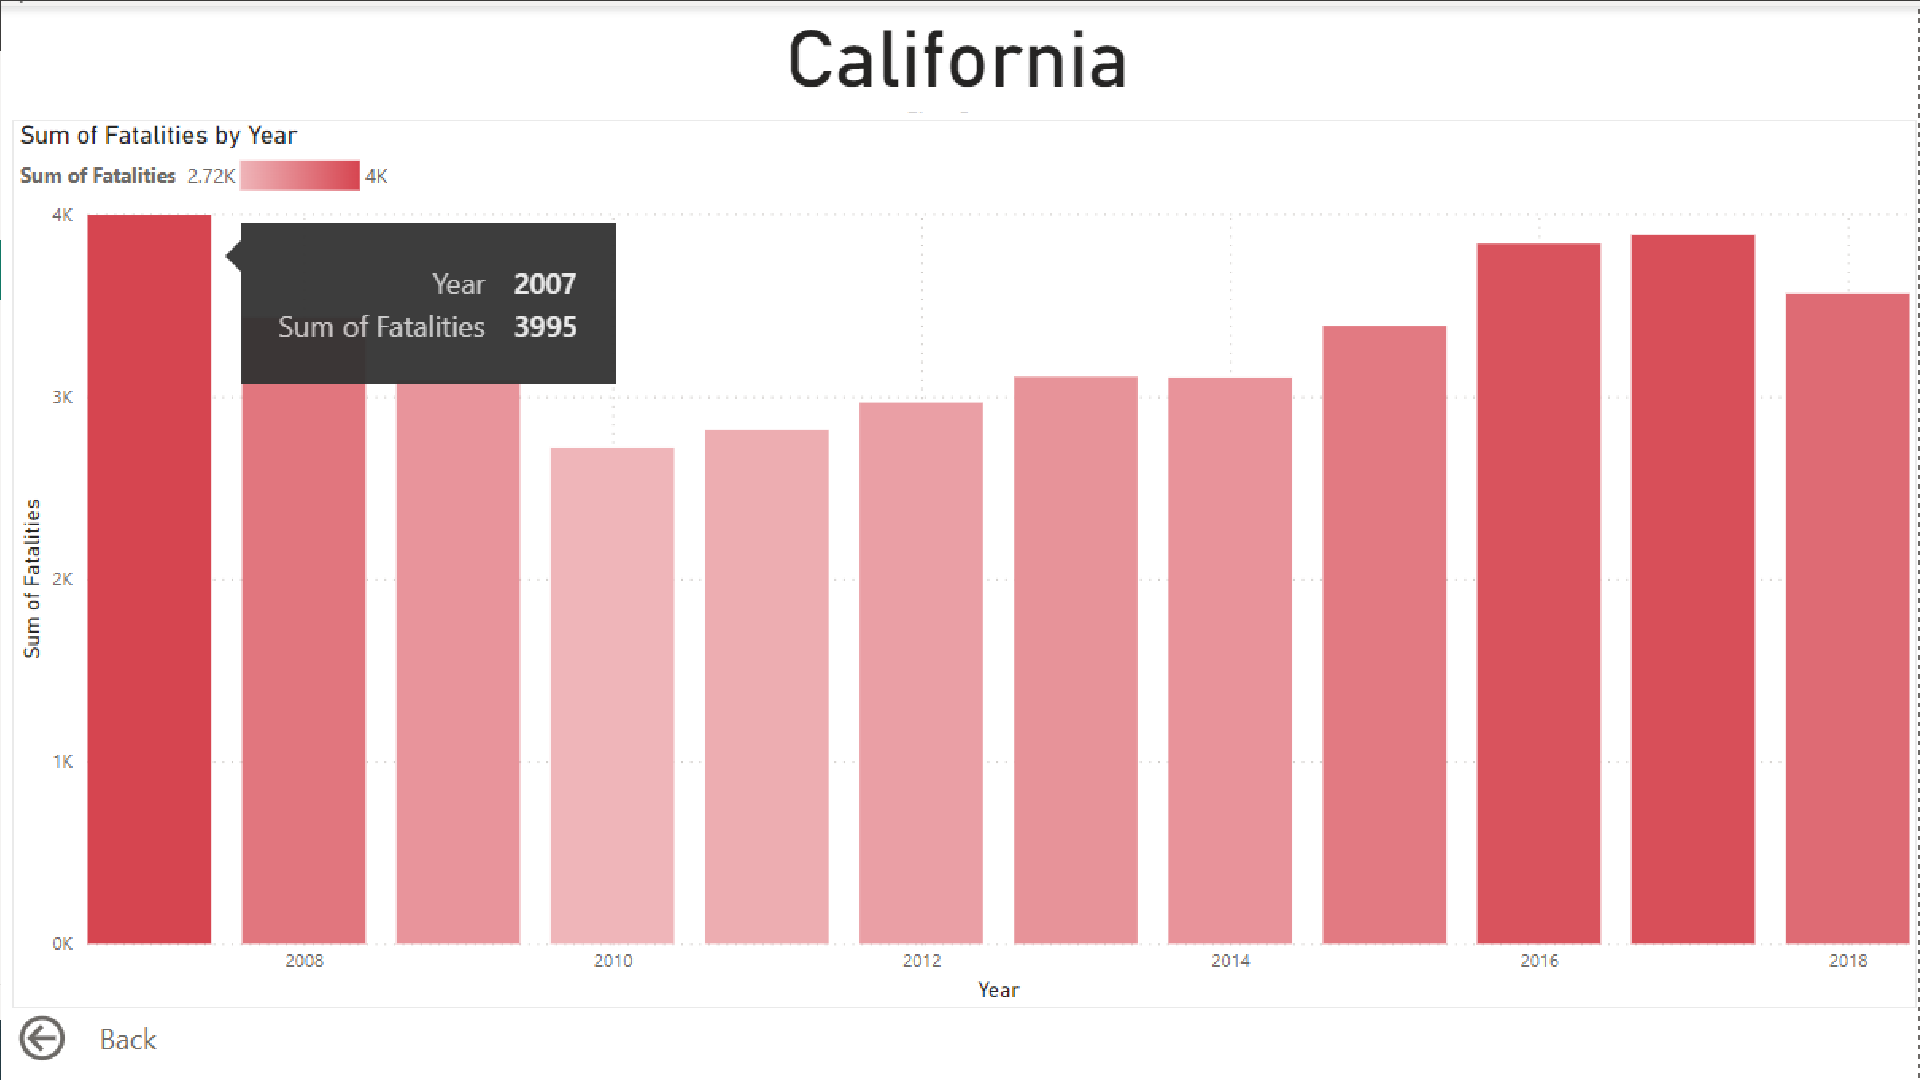 California
Sum of Fatalities by Year
Sum of Fatalities 2.72K 4K
4K
Year 2007
Sum of Fatalities 3995
3K
2K
1K
0K
Sum of Fatalities
2008 2010 2012 2014 2016 2018
Year
Back